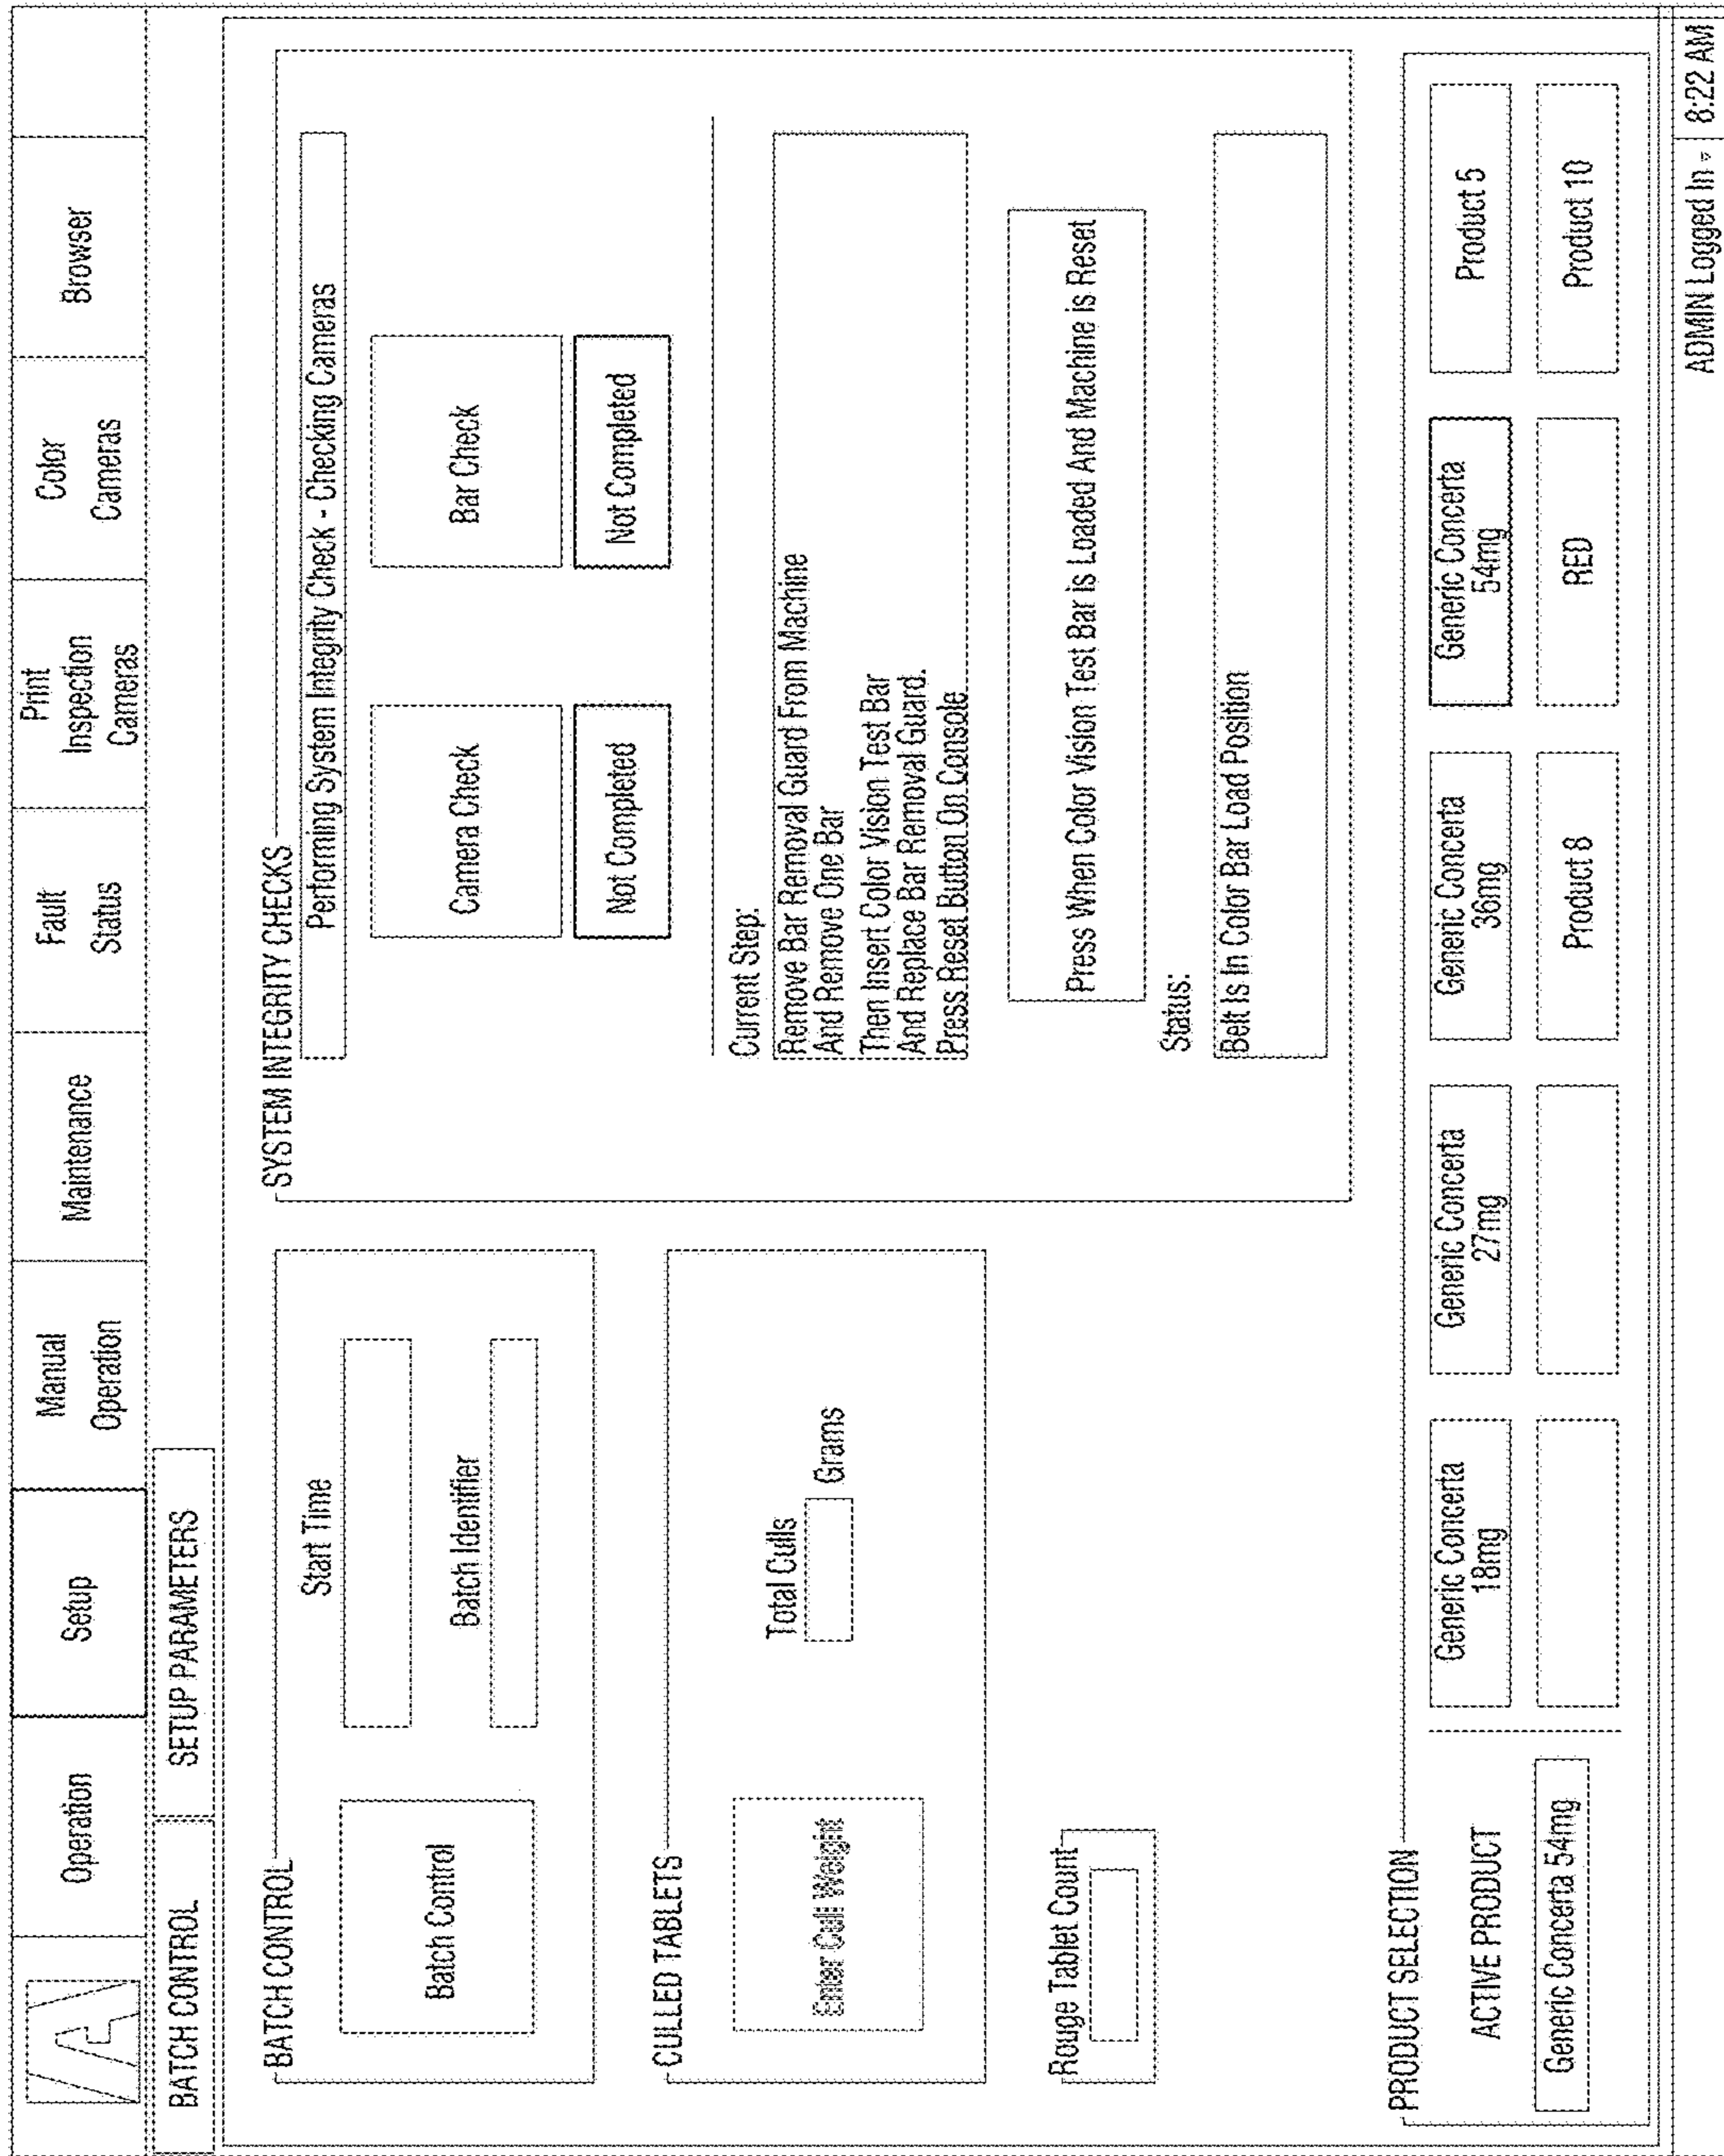 A
Operation
Setup
Manual
Operation
Maintenance
Fault
Status
Print
Inspection
Cameras
Color
Cameras
Browser
BATCH CONTROL
SETUP PARAMETERS
BATCH CONTROL
Batch Control
Start Time
Batch Identifier
CULLED TABLETS
Enter Cull Weight
Total Culls
Grams
Rouge Tablet Count
SYSTEM INTEGRITY CHECKS
Performing System Integrity Check - Checking Cameras
Camera Check
Bar Check
Not Completed
Not Completed
Current Step:
Remove Bar Removal Guard From Machine
And Remove One Bar
Then Insert Color Vision Test Bar
And Replace Bar Removal Guard.
Press Reset Button On Console
Press When Color Vision Test Bar is Loaded And Machine is Reset
Status:
Belt Is In Color Bar Load Position
PRODUCT SELECTION
ACTIVE PRODUCT
Generic Concerta 54mg
Generic Concerta
18mg
Generic Concerta
27mg
Generic Concerta
36mg
Generic Concerta
54mg
Product 5
Product 8
RED
Product 10
ADMIN Logged In
8:22 AM